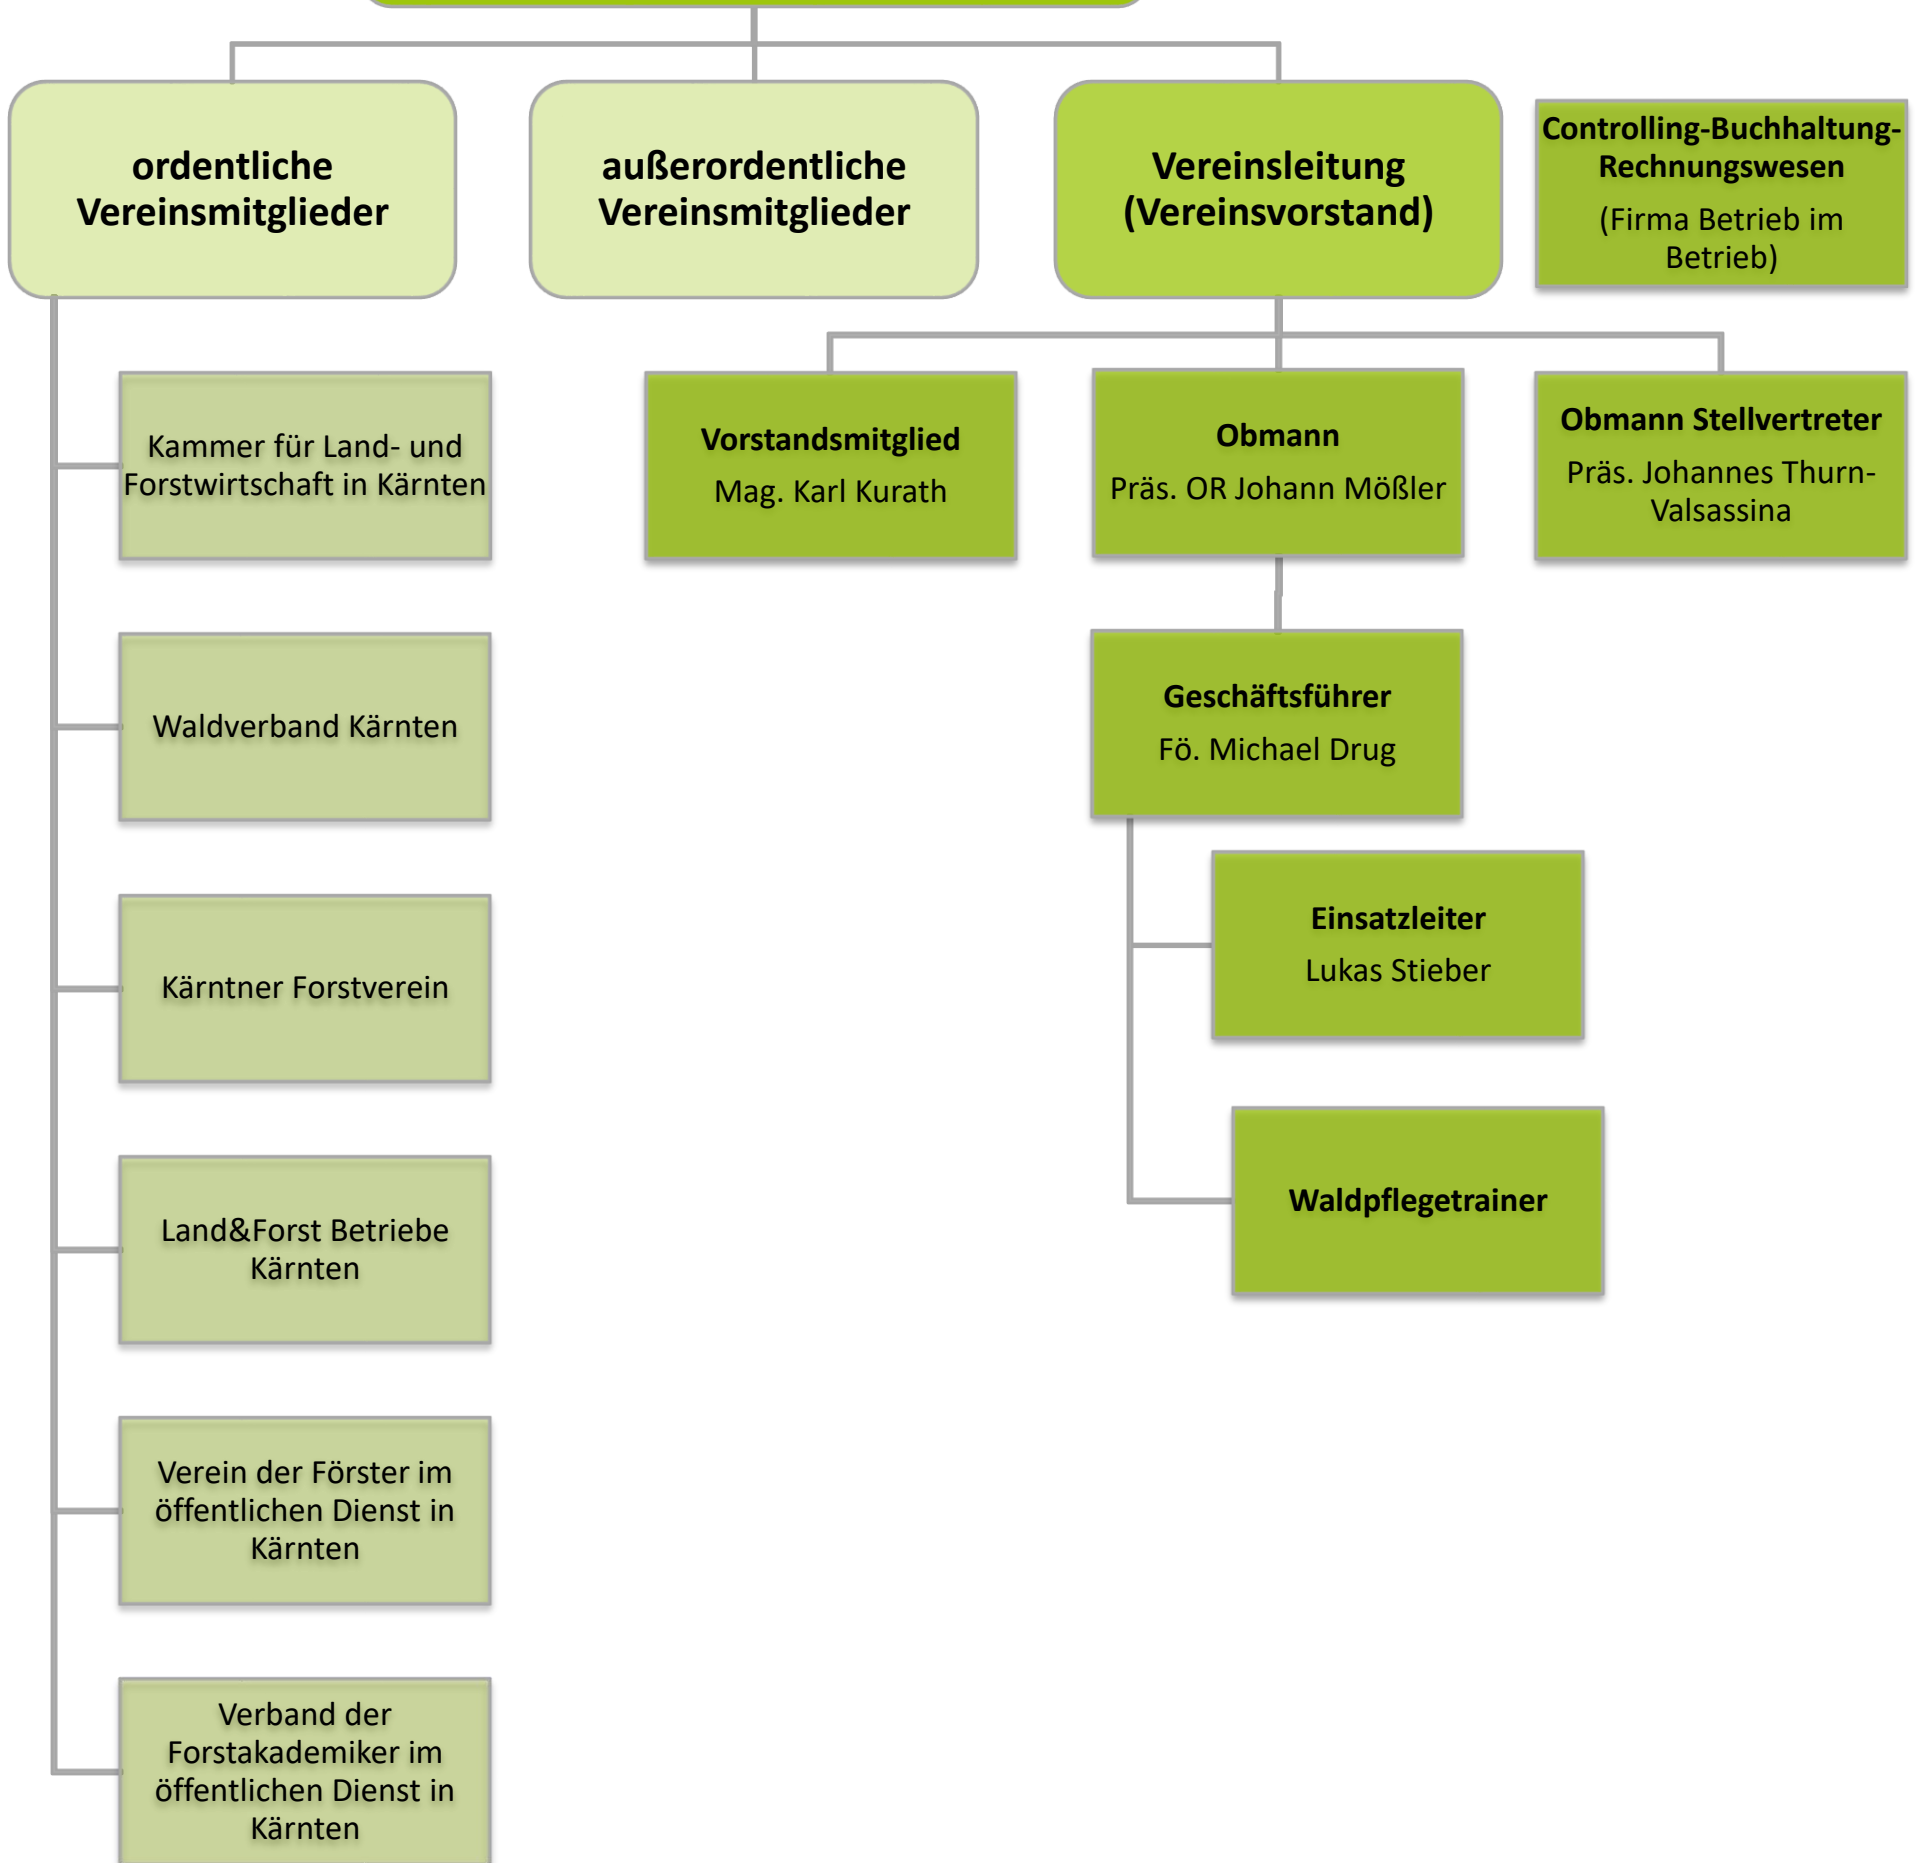 ordentliche
Vereinsmitglieder
außerordentliche
Vereinsmitglieder
Vereinsleitung
(Vereinsvorstand)
Controlling-Buchhaltung-
Rechnungswesen
(Firma Betrieb im
Betrieb)
Kammer für Land- und
Forstwirtschaft in Kärnten
Waldverband Kärnten
Kärntner Forstverein
Land&Forst Betriebe
Kärnten
Verein der Förster im
öffentlichen Dienst in
Kärnten
Verband der
Forstakademiker im
öffentlichen Dienst in
Kärnten
Vorstandsmitglied
Mag. Karl Kurath
Obmann
Präs. OR Johann Mößler
Obmann Stellvertreter
Präs. Johannes Thurn-
Valsassina
Geschäftsführer
Fö. Michael Drug
Einsatzleiter
Lukas Stieber
Waldpflegetrainer